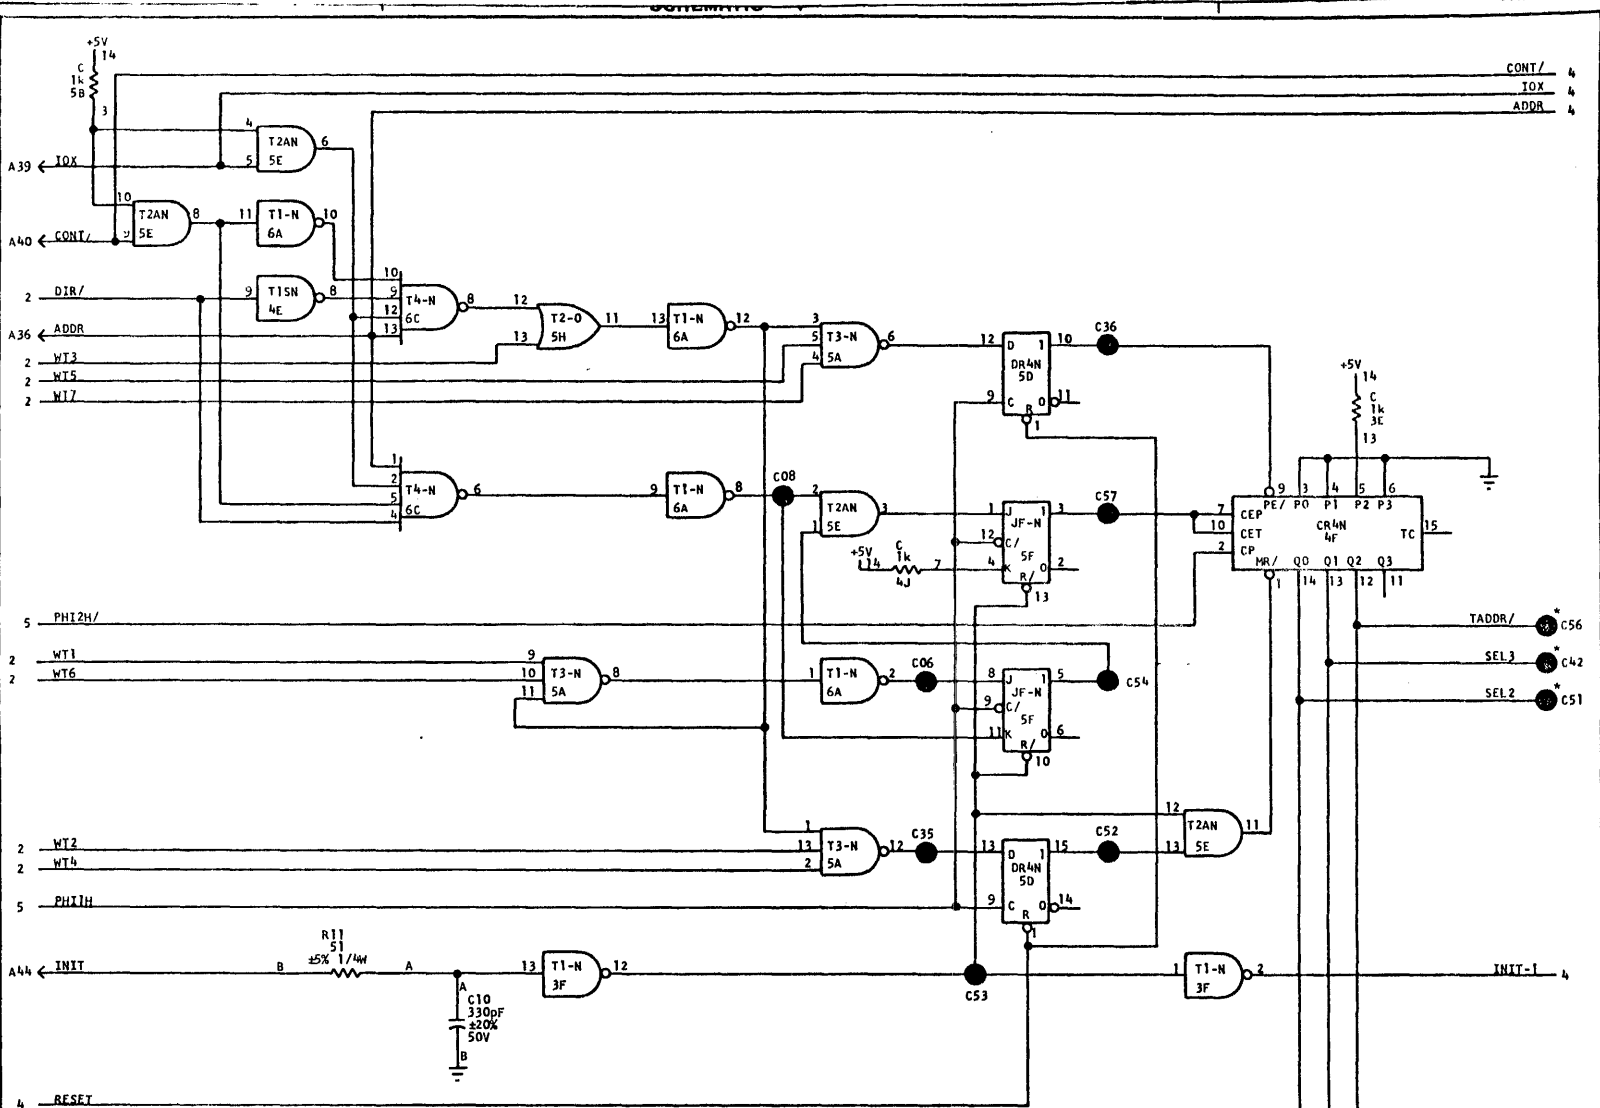 +5V
14
C
1k
5B
3
CONT/ 4
IOX 4
ADDR 4
4
T2AN
5E
6
5
A39 IOX
10
T2AN
5E
8
9
A40 CONT/
11
T1-N
6A
10
2 DIR/
9
T1SN
4E
8
A36 ADDR
10
9
12
13
T4-N
6C
8
12
13
T2-O
5H
11
13
T1-N
6A
12
2 WT3
2 WT5
2 WT7
3
5
4
T3-N
5A
6
12 D 1 10
DR4N
5D
9 C O 11
R
1
C36
+5V
14
C
1k
3E
13
1
2
5
4
T4-N
6C
6
9
T1-N
6A
8
C08
2
1
T2AN
5E
3
+5V
14
C
1k
4J
7
1 J 1 3
JF-N
12 C/
5F
4 K O 2
R/
13
C57
9 3 4 5 6
PE/ P0 P1 P2 P3
7 CEP
10 CET
2 CP
CR4N
4F
TC 15
MR/ Q0 Q1 Q2 Q3
1 14 13 12 11
5 PHI2H/
TADDR/ * C56
SEL3 * C42
SEL2 * C51
2 WT1
2 WT6
9
10
11
T3-N
5A
8
1
T1-N
6A
2
C06
8 J 1 5
JF-N
9 C/
5F
11 K O 6
R/
10
C54
2 WT2
2 WT4
1
13
2
T3-N
5A
12
C35
13 D 1 15
DR4N
5D
9 C O 14
R
1
C52
12
13
T2AN
5E
11
5 PHI1H
A44 INIT
B
R11
51
±5% 1/4W
A
A
C10
330pF
±20%
50V
B
13
T1-N
3F
12
C53
1
T1-N
3F
2
INIT-1 4
4 RESET